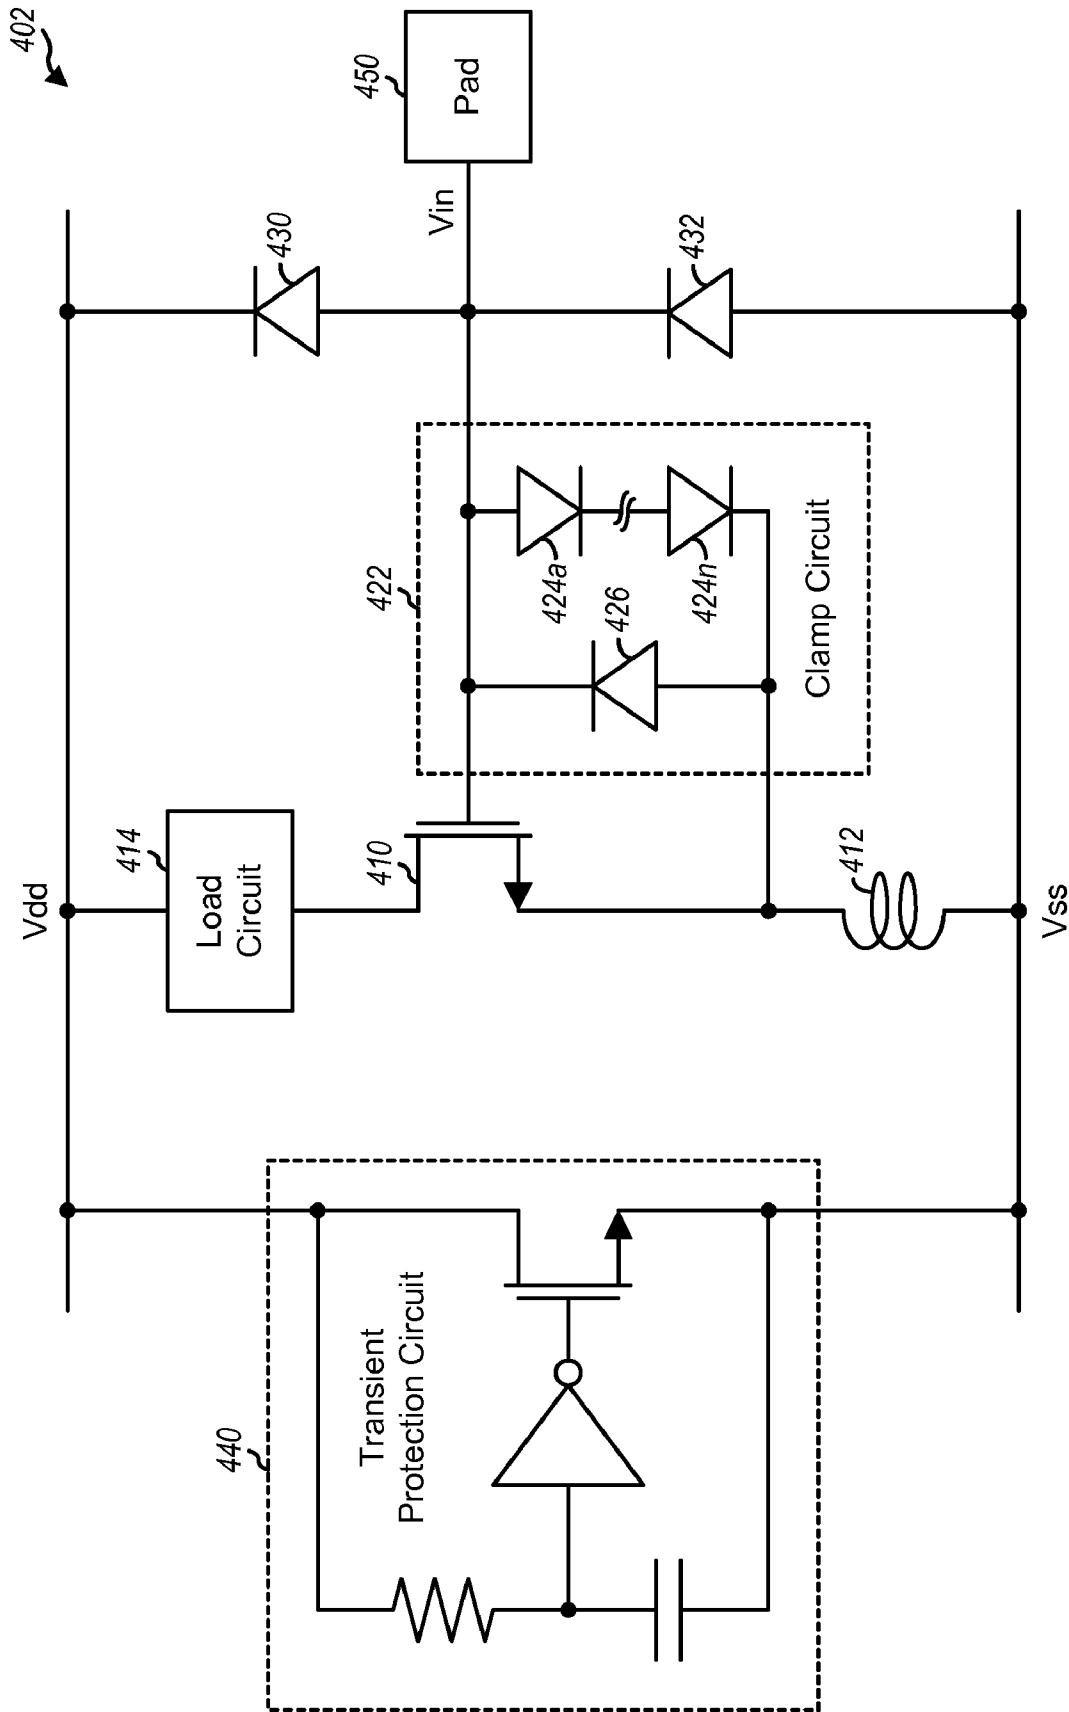 402
Vdd
414
Load
Circuit
410
412
Vss
422
424a
426
424n
Clamp Circuit
430
432
Vin
450
Pad
440
Transient
Protection Circuit